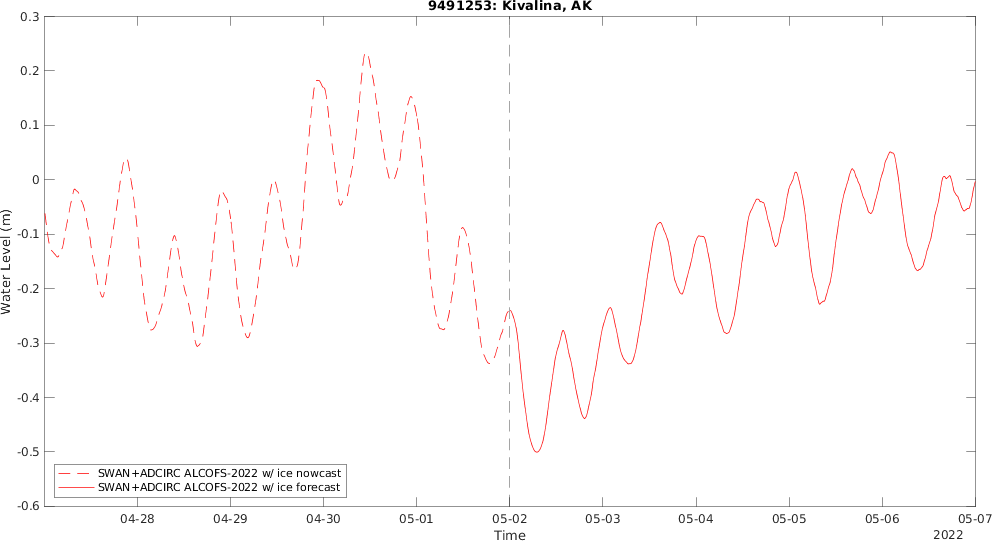 9491253: Kivalina, AK
0.3
0.2
0.1
0
-0.1
-0.2
-0.3
-0.4
-0.5
-0.6
Water Level (m)
SWAN+ADCIRC ALCOFS-2022 w/ ice nowcast
SWAN+ADCIRC ALCOFS-2022 w/ ice forecast
04-28 04-29 04-30 05-01 05-02 05-03 05-04 05-05 05-06 05-07
Time
2022